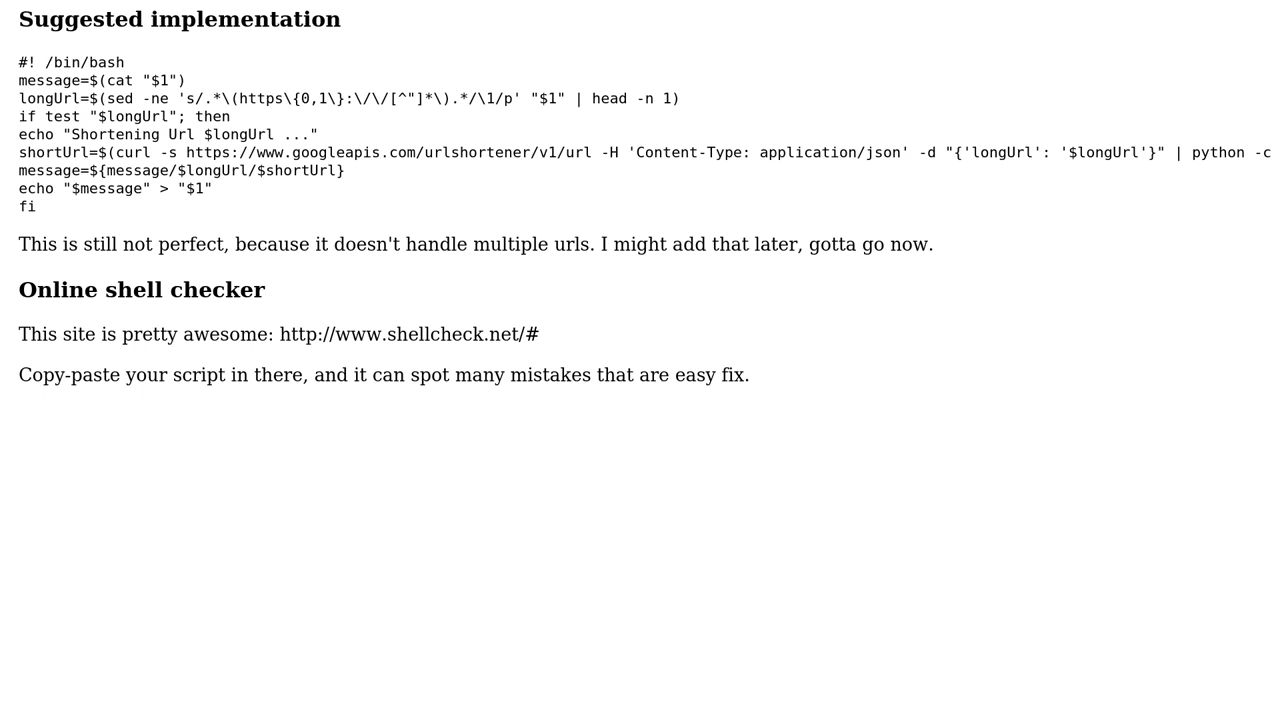 Suggested implementation
#! /bin/bash
message=$(cat "$1")
longUrl=$(sed -ne 's/.*\(https\{0,1\}:\/\/[^"]*\).*/\1/p' "$1" | head -n 1)
if test "$longUrl"; then
echo "Shortening Url $longUrl ..."
shortUrl=$(curl -s https://www.googleapis.com/urlshortener/v1/url -H 'Content-Type: application/json' -d "{'longUrl': '$longUrl'}" | python -c
message=${message/$longUrl/$shortUrl}
echo "$message" > "$1"
fi
This is still not perfect, because it doesn't handle multiple urls. I might add that later, gotta go now.
Online shell checker
This site is pretty awesome: http://www.shellcheck.net/#
Copy-paste your script in there, and it can spot many mistakes that are easy fix.